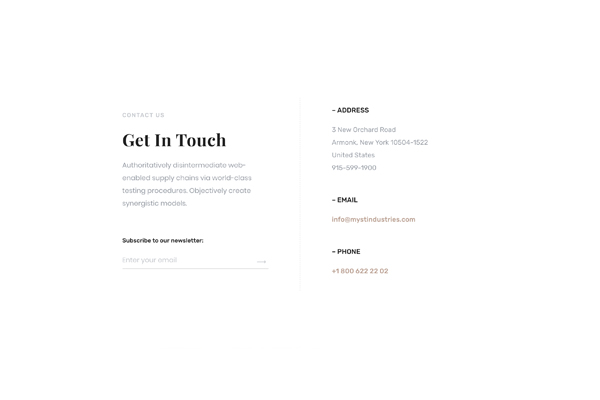 CONTACT US
Get In Touch
Authoritatively disintermediate web-
enabled supply chains via world-class
testing procedures. Objectively create
synergistic models.
Subscribe to our newsletter:
Enter your email →
– ADDRESS
3 New Orchard Road
Armonk, New York 10504–1522
United States
915–599–1900
– EMAIL
info@mystindustries.com
– PHONE
+1 800 622 22 02